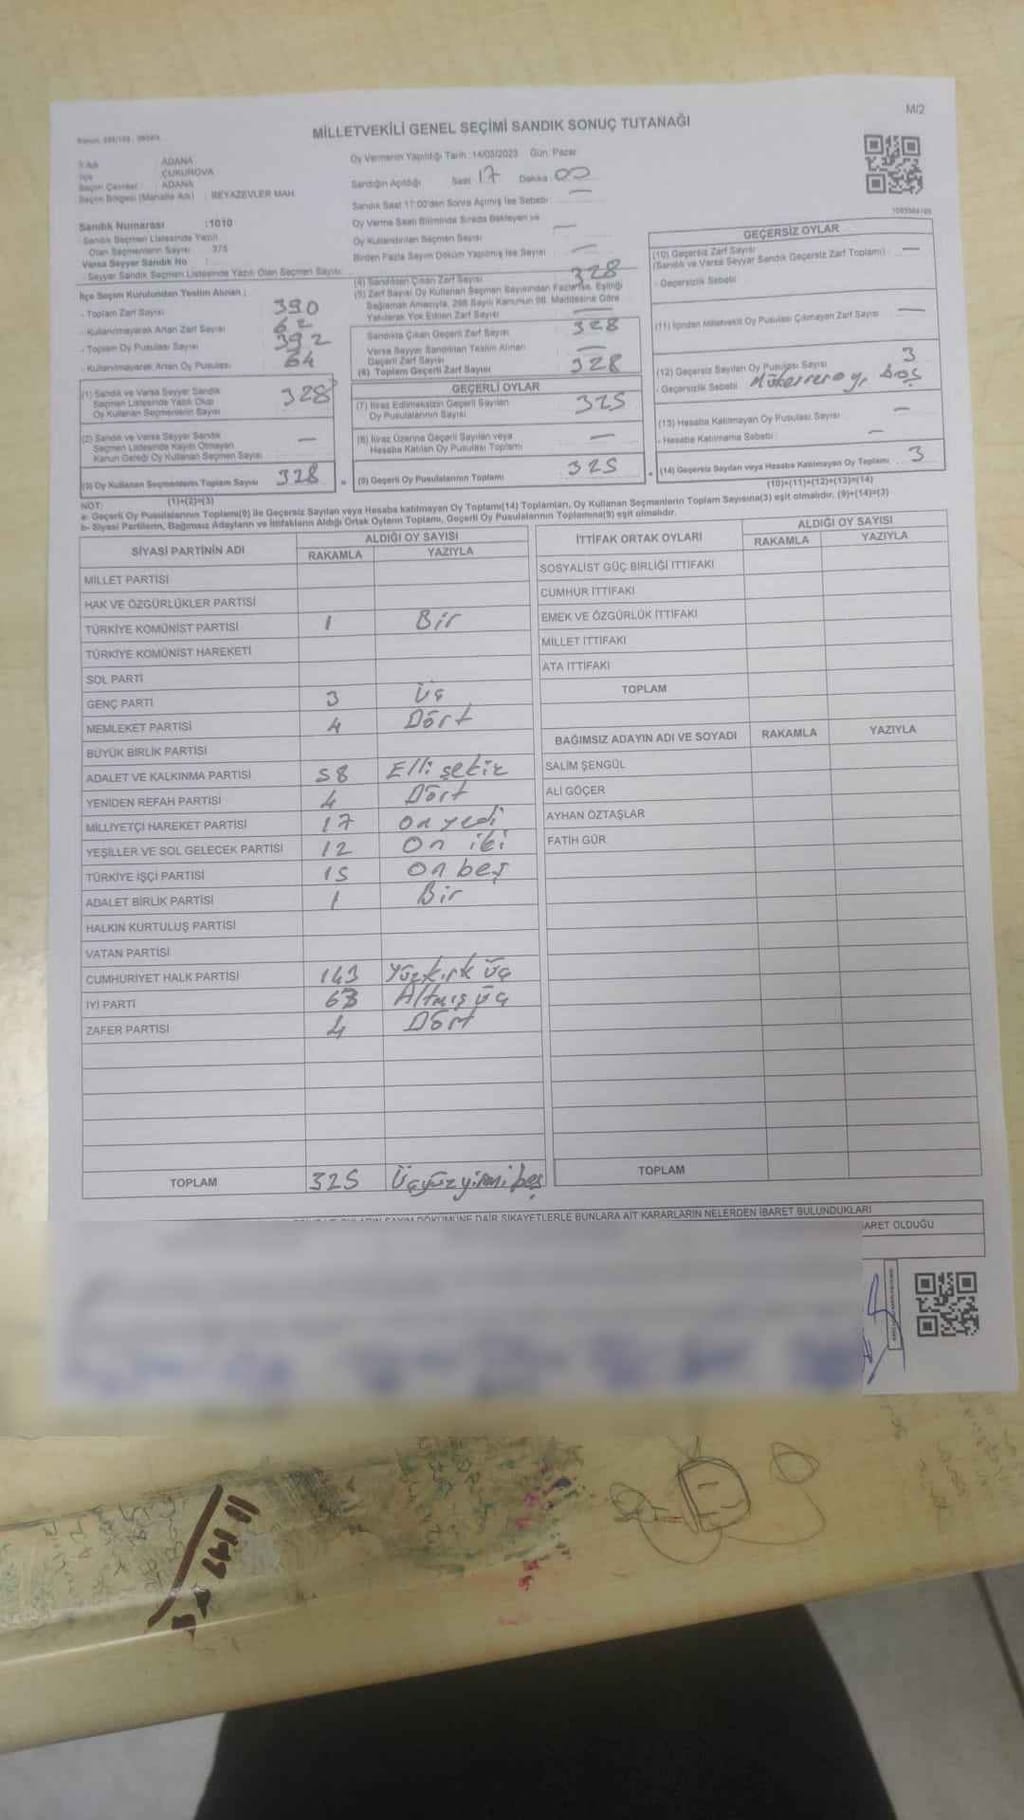 M/2
MİLLETVEKİLİ GENEL SEÇİMİ SANDIK SONUÇ TUTANAĞI
ADANA
ÇUKUROVA
Seçim Çevresi : ADANA
Seçim Bölgesi (Mahalle Adı) : BEYAZEVLER MAH.
Sandık Numarası :1010
Sandık Seçmen Listesinde Yazılı
Olan Seçmenlerin Sayısı 375
Varsa Seyyar Sandık No
Seyyar Sandık Seçmen Listesinde Yazılı Olan Seçmen Sayısı
Oy Vermenin Yapıldığı Tarih :14/05/2023 Gün: Pazar
Sandığın Açıldığı Saat 17 Dakika 00
Sandık Saat 17:00'den Sonra Açılmış İse Sebebi
Oy Verme Saati Bitiminde Sırada Bekleyen ve
Oy Kullandırılan Seçmen Sayısı
Birden Fazla Sayım Döküm Yapılmış İse Sayısı
İlçe Seçim Kurulundan Teslim Alınan :
- Toplam Zarf Sayısı 390
- Kullanılmayarak Artan Zarf Sayısı 62
- Toplam Oy Pusulası Sayısı 392
- Kullanılmayarak Artan Oy Pusulası 64
(1) Sandık ve Varsa Seyyar Sandık
Seçmen Listesinde Yazılı Olup
Oy Kullanan Seçmenlerin Sayısı 328
(2) Sandık ve Varsa Seyyar Sandık
Seçmen Listesinde Kayıtlı Olmayan
Kanun Gereği Oy Kullanan Seçmen Sayısı —
(3) Oy Kullanan Seçmenlerin Toplam Sayısı 328
(1)+(2)=(3)
(4) Sandıktan Çıkan Zarf Sayısı 328
(5) Zarf Sayısı Oy Kullanan Seçmen Sayısından Fazla İse, Eşitliği
Sağlamak Amacıyla, 298 Sayılı Kanunun 98. Maddesine Göre
Yakılarak Yok Edilen Zarf Sayısı —
Sandıkta Çıkan Geçerli Zarf Sayısı 328
Varsa Seyyar Sandıktan Teslim Alınan
Geçerli Zarf Sayısı —
(6) Toplam Geçerli Zarf Sayısı 328
GEÇERLİ OYLAR
(7) İtiraz Edilmeksizin Geçerli Sayılan
Oy Pusulalarının Sayısı 325
(8) İtiraz Üzerine Geçerli Sayılan veya
Hesaba Katılan Oy Pusulası Toplamı —
(9) Geçerli Oy Pusulalarının Toplamı 325
GEÇERSİZ OYLAR
(10) Geçersiz Zarf Sayısı
(Sandık ve Varsa Seyyar Sandık Geçersiz Zarf Toplamı) —
- Geçersizlik Sebebi
(11) İçinden Milletvekili Oy Pusulası Çıkmayan Zarf Sayısı —
(12) Geçersiz Sayılan Oy Pusulası Sayısı 3
- Geçersizlik Sebebi Mükerrer oy, boş
(13) Hesaba Katılmayan Oy Pusulası Sayısı —
- Hesaba Katılmama Sebebi —
(14) Geçersiz Sayılan veya Hesaba Katılmayan Oy Toplamı 3
(10)+(11)+(12)+(13)=(14)
NOT:
a- Geçerli Oy Pusulalarının Toplamı(9) ile Geçersiz Sayılan veya Hesaba katılmayan Oy Toplamı(14) Toplamları, Oy Kullanan Seçmenlerin Toplam Sayısına(3) eşit olmalıdır. (9)+(14)=(3)
b- Siyasi Partilerin, Bağımsız Adayların ve İttifakların Aldığı Ortak Oyların Toplamı, Geçerli Oy Pusulalarının Toplamına(9) eşit olmalıdır.
SİYASİ PARTİNİN ADI ALDIĞI OY SAYISI
RAKAMLA YAZIYLA
MİLLET PARTİSİ
HAK VE ÖZGÜRLÜKLER PARTİSİ
TÜRKİYE KOMÜNİST PARTİSİ 1 Bir
TÜRKİYE KOMÜNİST HAREKETİ
SOL PARTİ
GENÇ PARTİ 3 Üç
MEMLEKET PARTİSİ 4 Dört
BÜYÜK BİRLİK PARTİSİ
ADALET VE KALKINMA PARTİSİ 58 Elli sekiz
YENİDEN REFAH PARTİSİ 4 Dört
MİLLİYETÇİ HAREKET PARTİSİ 17 on yedi
YEŞİLLER VE SOL GELECEK PARTİSİ 12 On iki
TÜRKİYE İŞÇİ PARTİSİ 15 on beş
ADALET BİRLİK PARTİSİ 1 Bir
HALKIN KURTULUŞ PARTİSİ
VATAN PARTİSİ
CUMHURİYET HALK PARTİSİ 143 Yüzkırk üç
İYİ PARTİ 63 Altmış üç
ZAFER PARTİSİ 4 Dört
TOPLAM 325 Üçyüzyirmibeş
İTTİFAK ORTAK OYLARI ALDIĞI OY SAYISI
RAKAMLA YAZIYLA
SOSYALİST GÜÇ BİRLİĞİ İTTİFAKI
CUMHUR İTTİFAKI
EMEK VE ÖZGÜRLÜK İTTİFAKI
MİLLET İTTİFAKI
ATA İTTİFAKI
TOPLAM
BAĞIMSIZ ADAYIN ADI VE SOYADI RAKAMLA YAZIYLA
SALİM ŞENGÜL
ALİ GÖÇER
AYHAN ÖZTAŞLAR
FATİH GÜR
TOPLAM
DÖKÜMÜNE DAİR ŞİKAYETLERLE BUNLARA AİT KARARLARIN NELERDEN İBARET BULUNDUKLARI
İBARET OLDUĞU